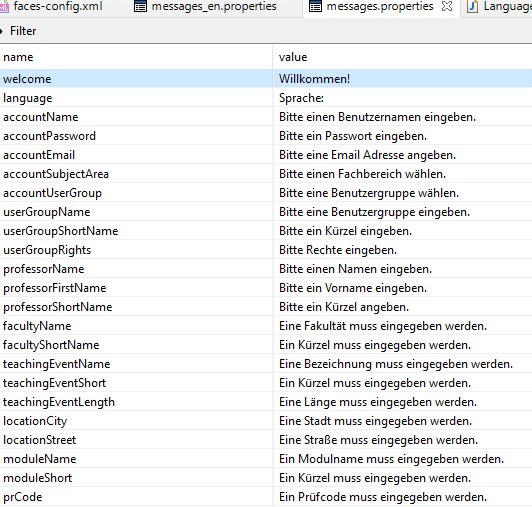 faces-config.xml messages_en.properties messages.properties Language
Filter
name value
welcome Willkommen!
language Sprache:
accountName Bitte einen Benutzernamen eingeben.
accountPassword Bitte ein Passwort eingeben.
accountEmail Bitte eine Email Adresse angeben.
accountSubjectArea Bitte einen Fachbereich wählen.
accountUserGroup Bitte eine Benutzergruppe wählen.
userGroupName Bitte eine Benutzergruppe eingeben.
userGroupShortName Bitte ein Kürzel eingeben.
userGroupRights Bitte Rechte eingeben.
professorName Bitte einen Namen eingeben.
professorFirstName Bitte ein Vorname eingeben.
professorShortName Bitte ein Kürzel angeben.
facultyName Eine Fakultät muss eingegeben werden.
facultyShortName Ein Kürzel muss eingegeben werden.
teachingEventName Eine Bezeichnung muss eingegeben werden.
teachingEventShort Ein Kürzel muss eingegeben werden.
teachingEventLength Eine Länge muss eingegeben werden.
locationCity Eine Stadt muss eingegeben werden.
locationStreet Eine Straße muss eingegeben werden.
moduleName Ein Modulname muss eingegeben werden.
moduleShort Ein Kürzel muss eingegeben werden.
prCode Ein Prüfcode muss eingegeben werden.